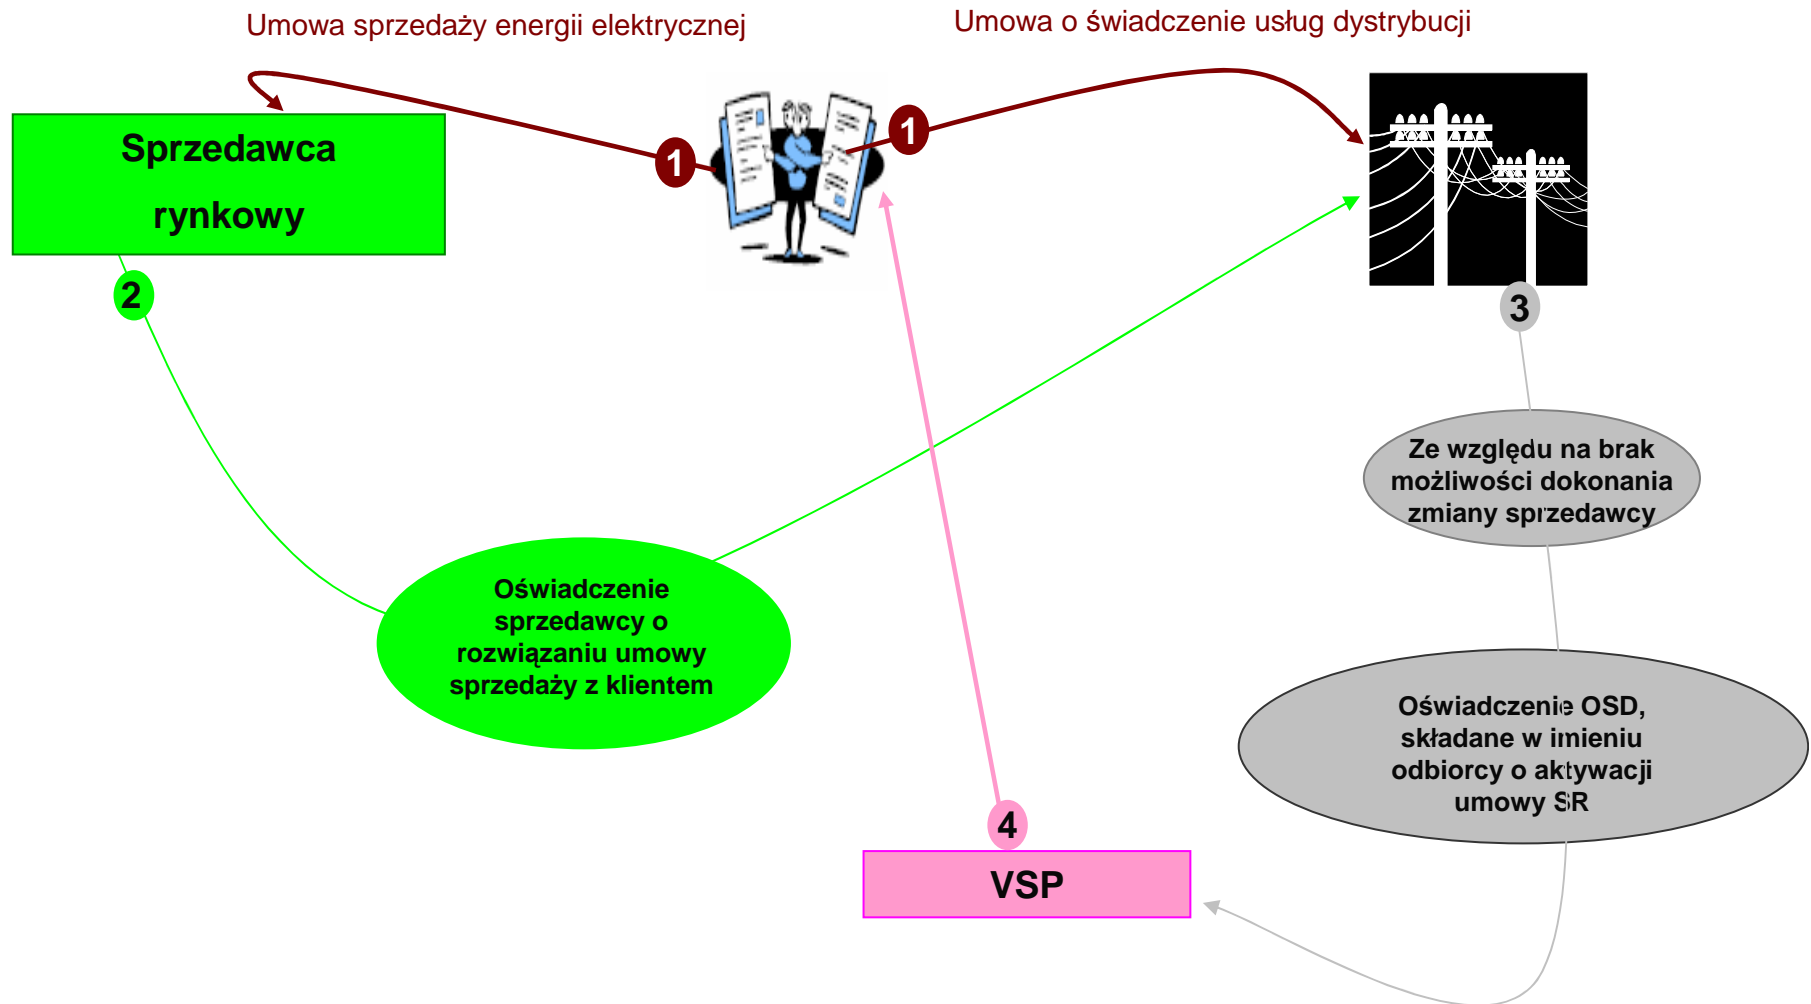 Umowa sprzedaży energii elektrycznej
Umowa o świadczenie usług dystrybucji
Sprzedawca
rynkowy
1
1
2
3
Ze względu na brak
możliwości dokonania
zmiany sprzedawcy
Oświadczenie
sprzedawcy o
rozwiązaniu umowy
sprzedaży z klientem
Oświadczenie OSD,
składane w imieniu
odbiorcy o aktywacji
umowy SR
4
VSP